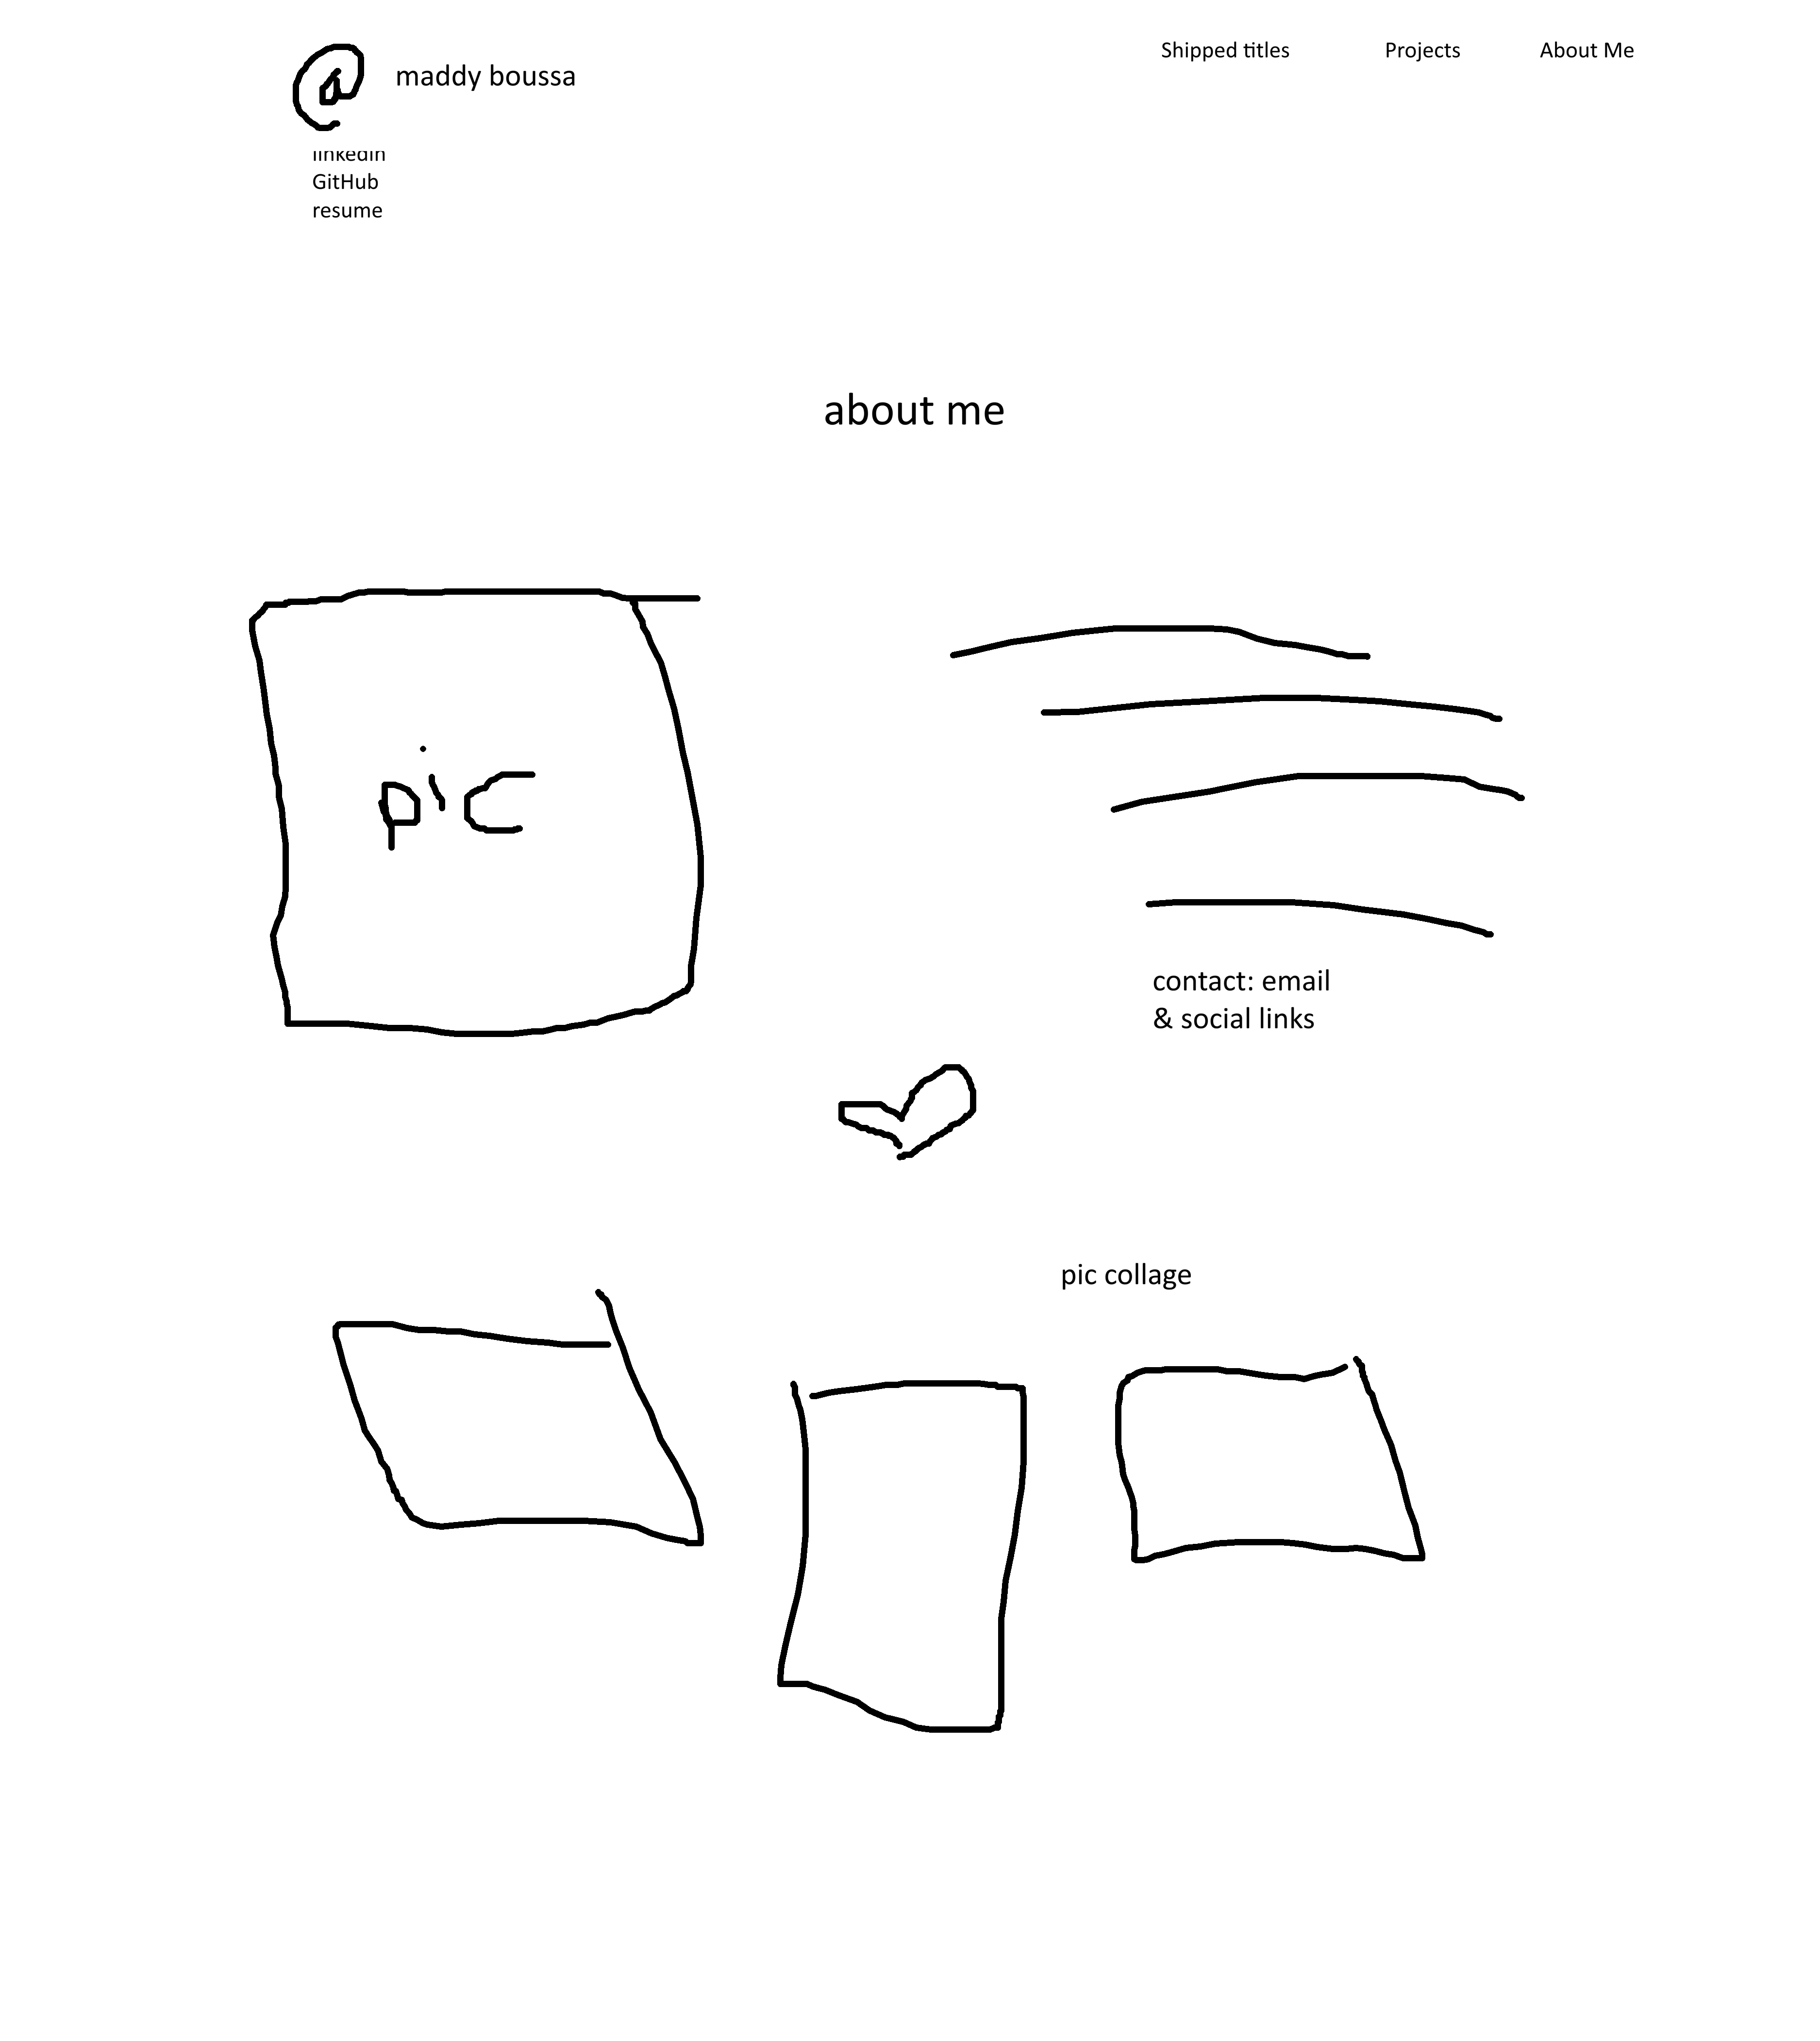 @ maddy boussa
Shipped titles Projects About Me
linkedin
GitHub
resume
about me
pic
contact: email
& social links
pic collage